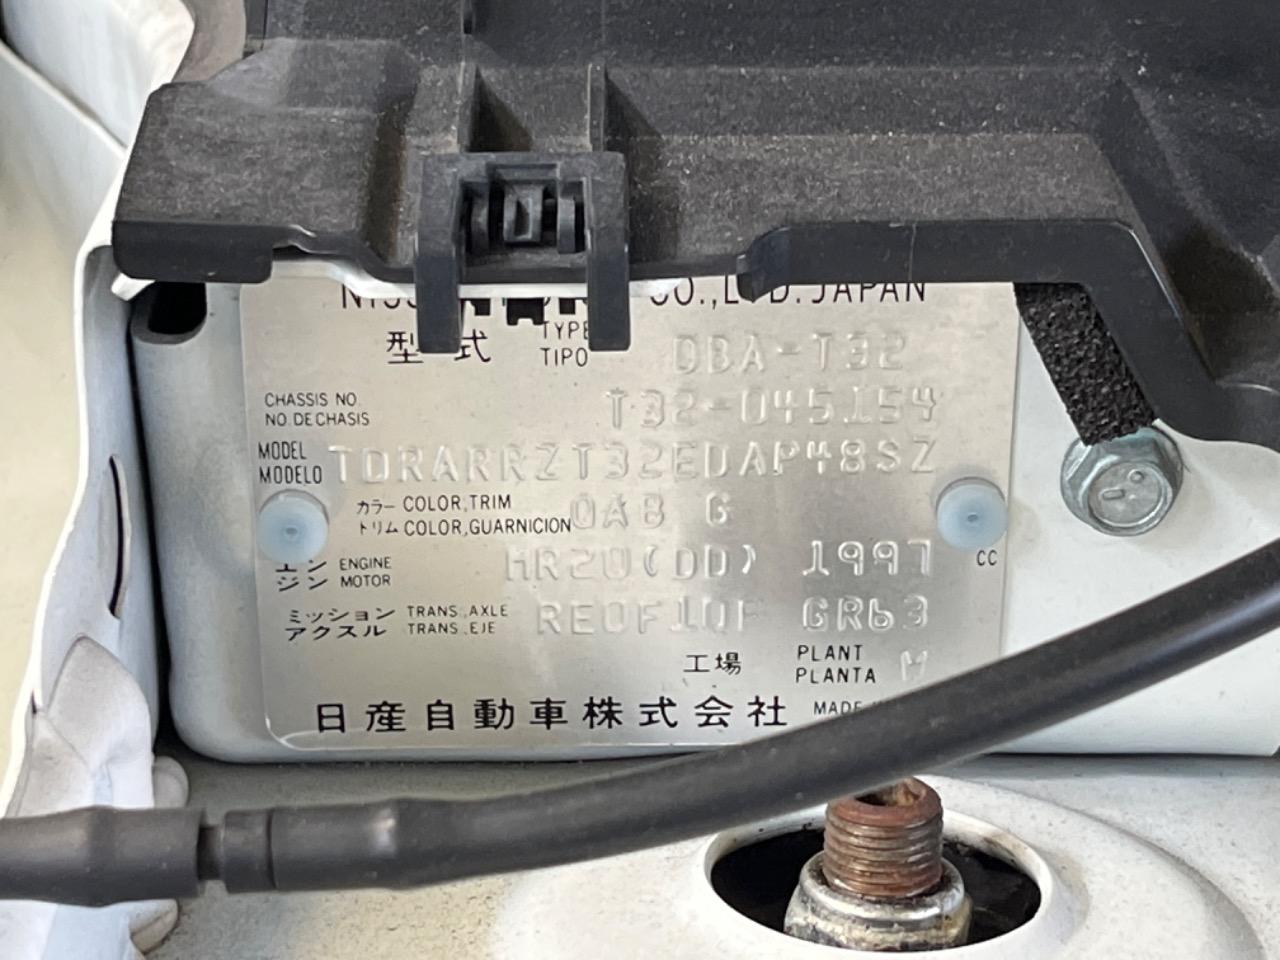 CO.,LTD. JAPAN
型式 TYPE DBA-T32
TIPO
CHASSIS NO. T32-045154
NO. DE CHASIS
MODEL TDRARRZT32EDAP48SZ
MODELO
カラー COLOR,TRIM QAB G
トリム COLOR,GUARNICION
エンジン ENGINE MR20(DD) 1997 CC
MOTOR
ミッション TRANS.,AXLE RE0F10F GR63
アクスル TRANS.,EJE
工場 PLANT M
PLANTA
日産自動車株式会社 MADE